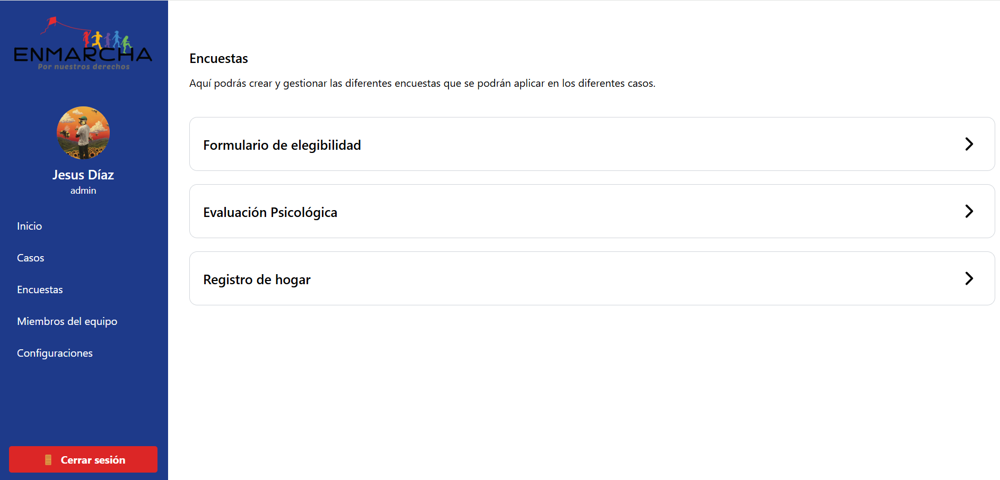 ENMARCHA
Por nuestros derechos
Jesus Díaz
admin
Inicio
Casos
Encuestas
Miembros del equipo
Configuraciones
Cerrar sesión
Encuestas
Aquí podrás crear y gestionar las diferentes encuestas que se podrán aplicar en los diferentes casos.
Formulario de elegibilidad
Evaluación Psicológica
Registro de hogar